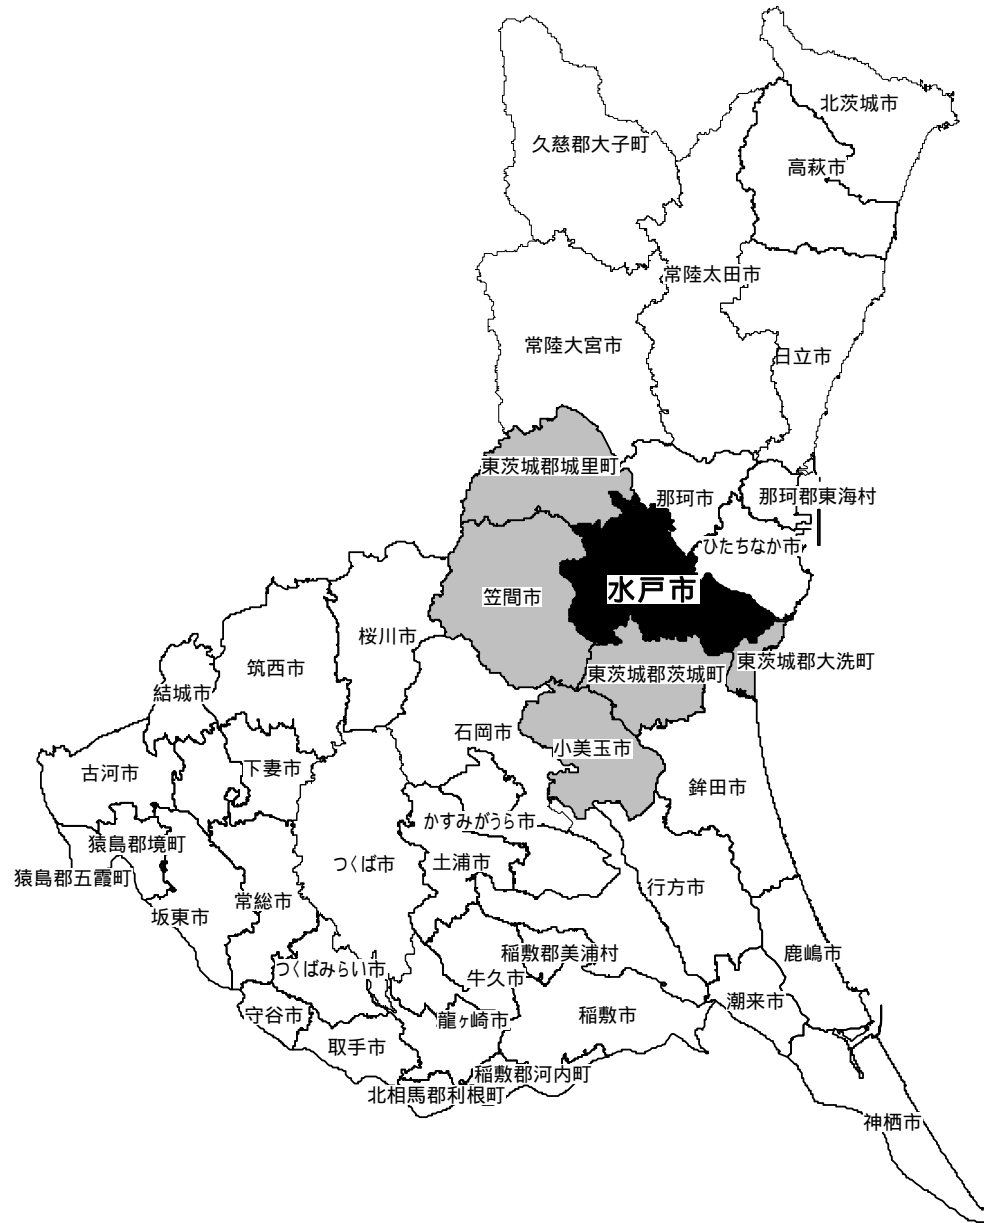 北茨城市
久慈郡大子町
高萩市
常陸太田市
常陸大宮市
日立市
東茨城郡城里町
那珂市
那珂郡東海村
ひたちなか市
水戸市
笠間市
桜川市
東茨城郡大洗町
筑西市
東茨城郡茨城町
結城市
石岡市
小美玉市
下妻市
古河市
鉾田市
かすみがうら市
猿島郡境町
つくば市
土浦市
猿島郡五霞町
行方市
常総市
坂東市
稲敷郡美浦村
鹿嶋市
つくばみらい市
牛久市
潮来市
守谷市
龍ヶ崎市
稲敷市
取手市
稲敷郡河内町
北相馬郡利根町
神栖市